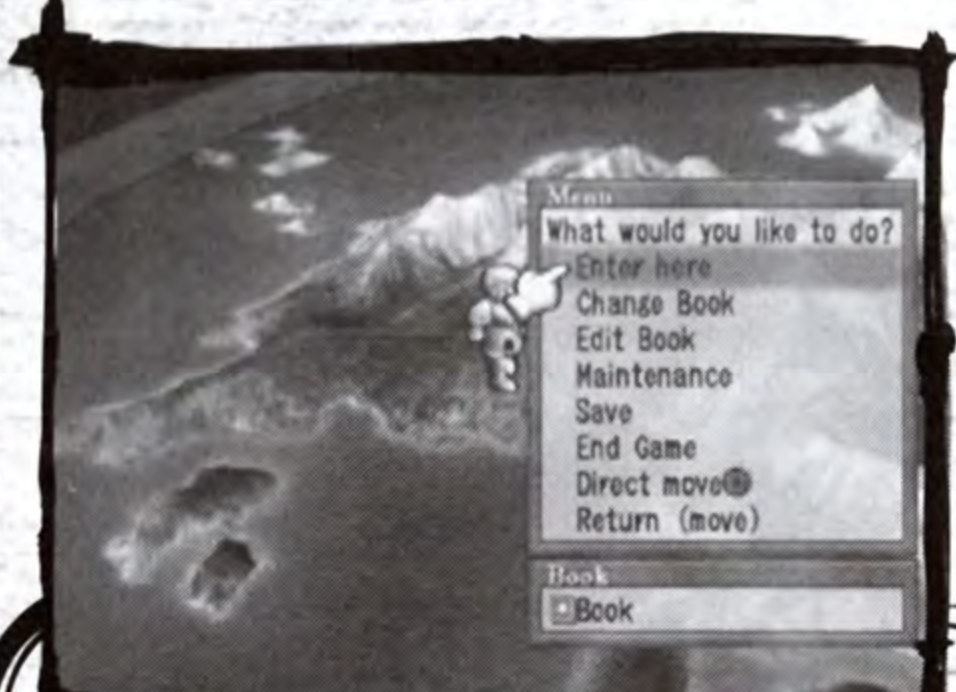 Menu
What would you like to do?
Enter here
Change Book
Edit Book
Maintenance
Save
End Game
Direct move
Return (move)
Book
Book